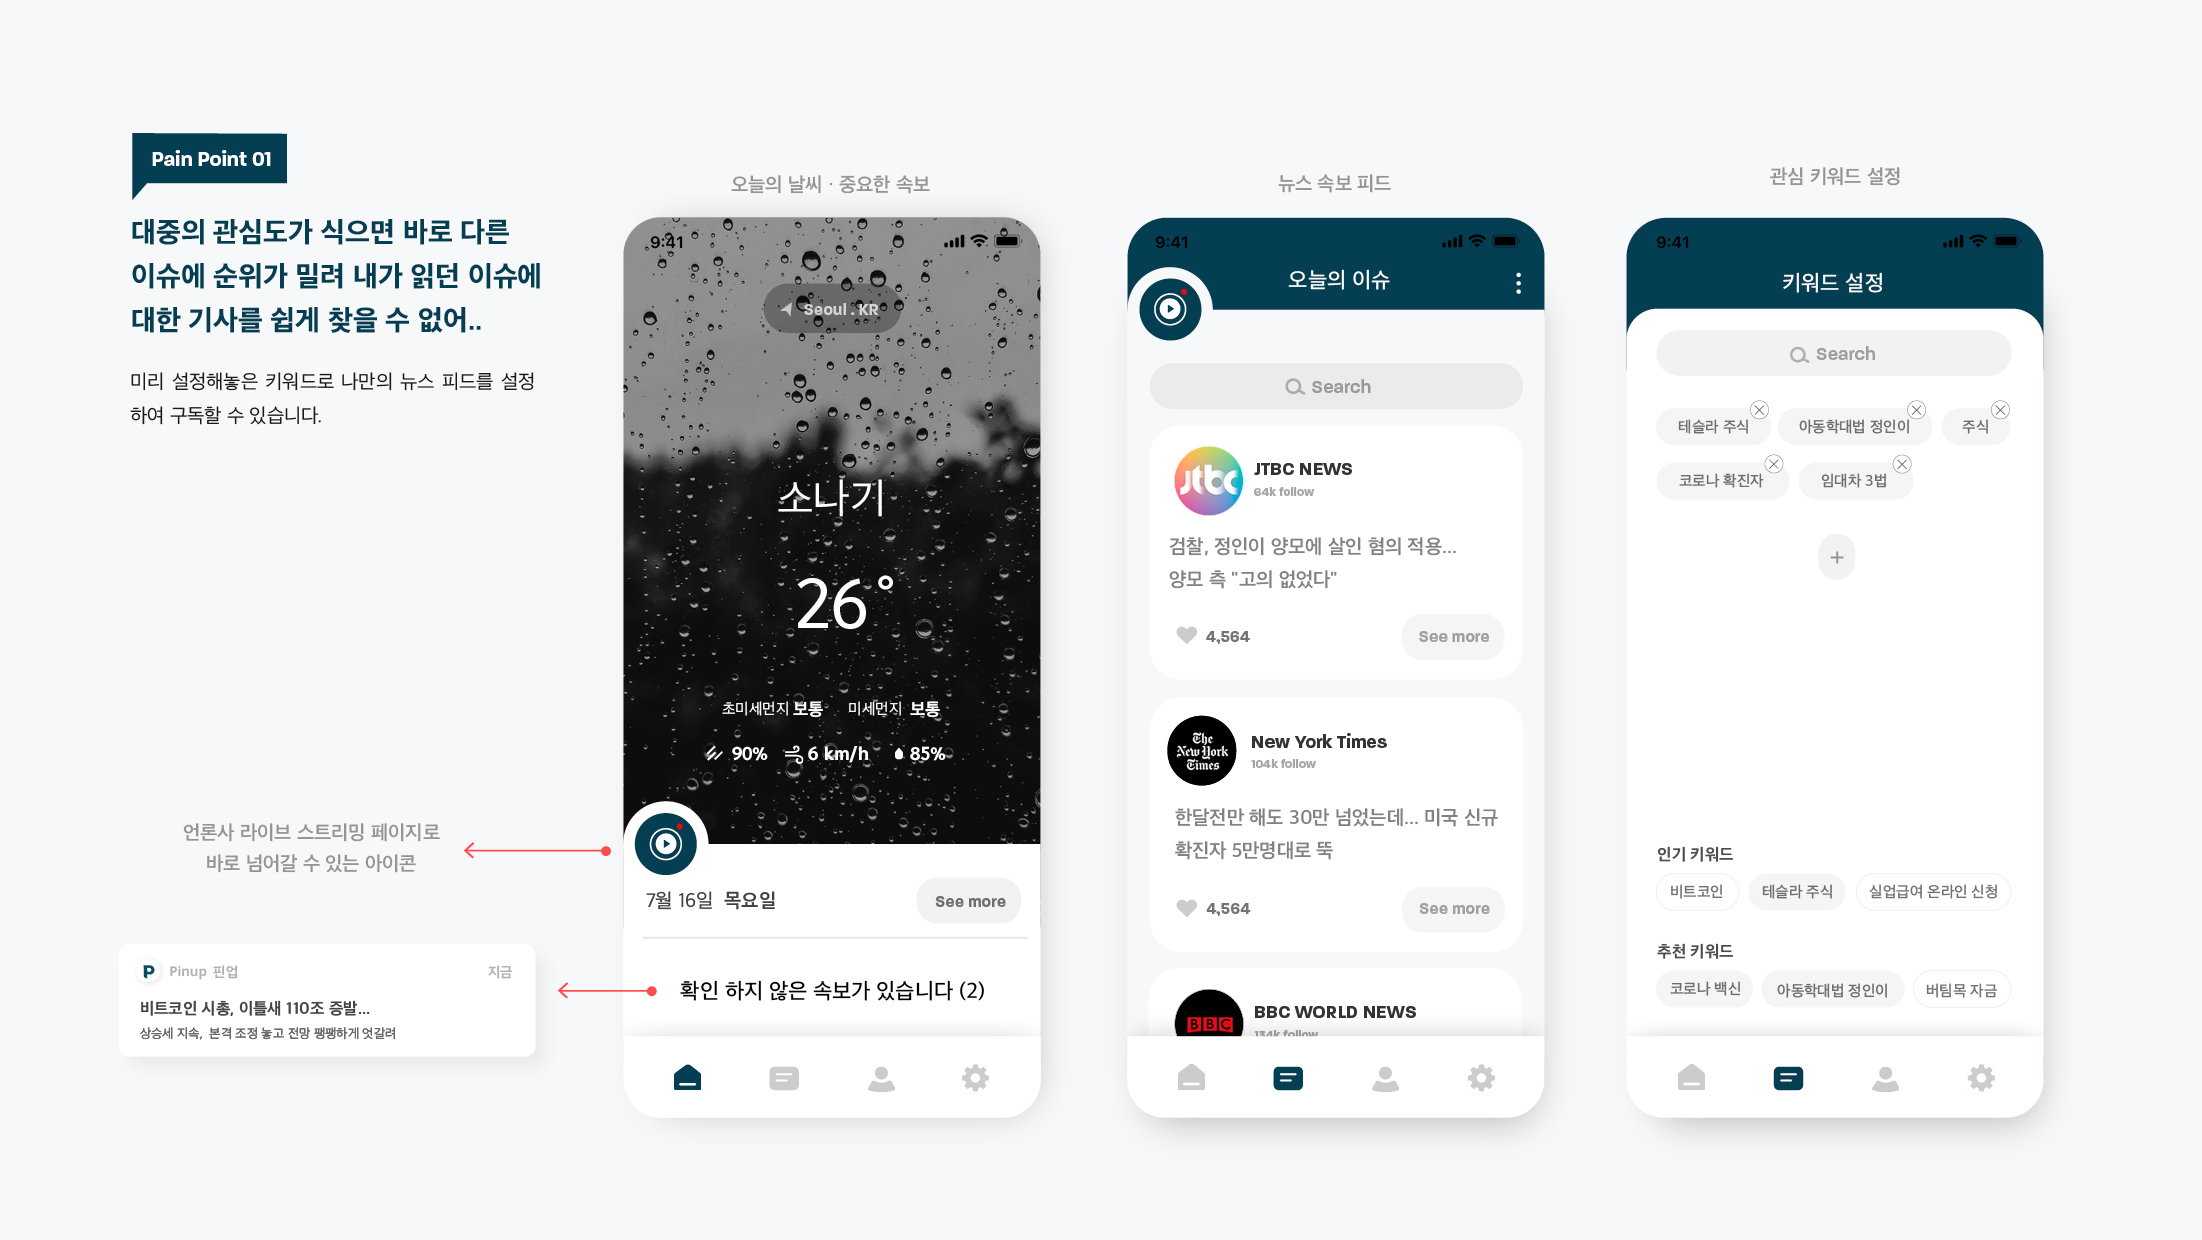 Pain Point 01
대중의 관심도가 식으면 바로 다른
이슈에 순위가 밀려 내가 읽던 이슈에
대한 기사를 쉽게 찾을 수 없어..
미리 설정해놓은 키워드로 나만의 뉴스 피드를 설정
하여 구독할 수 있습니다.
언론사 라이브 스트리밍 페이지로
바로 넘어갈 수 있는 아이콘
P Pinup 핀업 지금
비트코인 시총, 이틀새 110조 증발...
상승세 지속, 본격 조정 놓고 전망 팽팽하게 엇갈려
오늘의 날씨 · 중요한 속보
9:41
Seoul . KR
소나기
26°
초미세먼지 보통 미세먼지 보통
90% 6 km/h 85%
7월 16일 목요일 See more
확인 하지 않은 속보가 있습니다 (2)
뉴스 속보 피드
9:41
오늘의 이슈
Search
Jtbc
JTBC NEWS
64k follow
검찰, 정인이 양모에 살인 혐의 적용...
양모 측 "고의 없었다"
4,564 See more
The New York Times
New York Times
104k follow
한달전만 해도 30만 넘었는데... 미국 신규
확진자 5만명대로 뚝
4,564 See more
BBC
BBC WORLD NEWS
134k follow
관심 키워드 설정
9:41
키워드 설정
Search
테슬라 주식 아동학대법 정인이 주식
코로나 확진자 임대차 3법
+
인기 키워드
비트코인 테슬라 주식 실업급여 온라인 신청
추천 키워드
코로나 백신 아동학대법 정인이 버팀목 자금